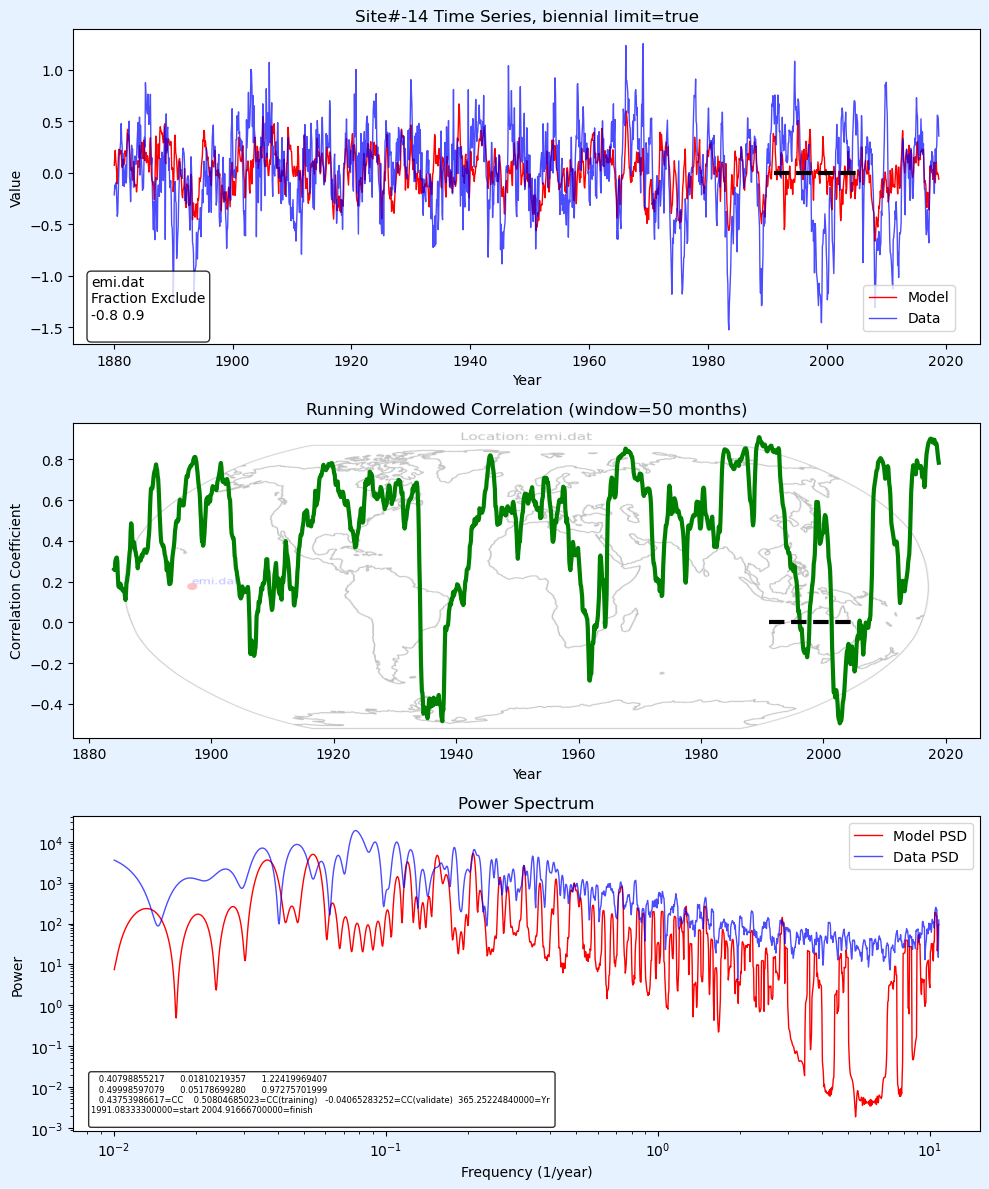 Site#-14 Time Series, biennial limit=true
Value
1.0
0.5
0.0
−0.5
−1.0
−1.5
emi.dat
Fraction Exclude
-0.8 0.9
Model
Data
1880 1900 1920 1940 1960 1980 2000 2020
Year
Running Windowed Correlation (window=50 months)
Location: emi.dat
Correlation Coefficient
0.8
0.6
0.4
0.2
0.0
−0.2
−0.4
emi.dat
1880 1900 1920 1940 1960 1980 2000 2020
Year
Power Spectrum
Model PSD
Data PSD
Power
10⁴
10³
10²
10¹
10⁰
10⁻¹
10⁻²
10⁻³
0.40798855217 0.01810219357 1.22419969407
0.49998597079 0.05178699280 0.97275701999
0.43753986617=CC 0.50804685023=CC(training) -0.04065283252=CC(validate) 365.25224840000=Yr
1991.08333300000=start 2004.91666700000=finish
10⁻² 10⁻¹ 10⁰ 10¹
Frequency (1/year)